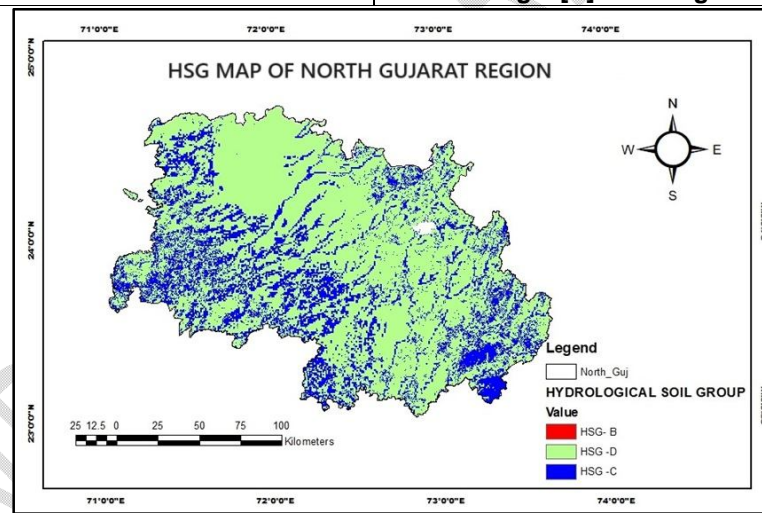 71°0'0"E 72°0'0"E 73°0'0"E 74°0'0"E
25°0'0"N
HSG MAP OF NORTH GUJARAT REGION
N
W E
S
24°0'0"N
Legend
North_Guj
HYDROLOGICAL SOIL GROUP
Value
HSG- B
HSG -D
HSG -C
23°0'0"N
25 12.5 0 25 50 75 100
Kilometers
71°0'0"E 72°0'0"E 73°0'0"E 74°0'0"E